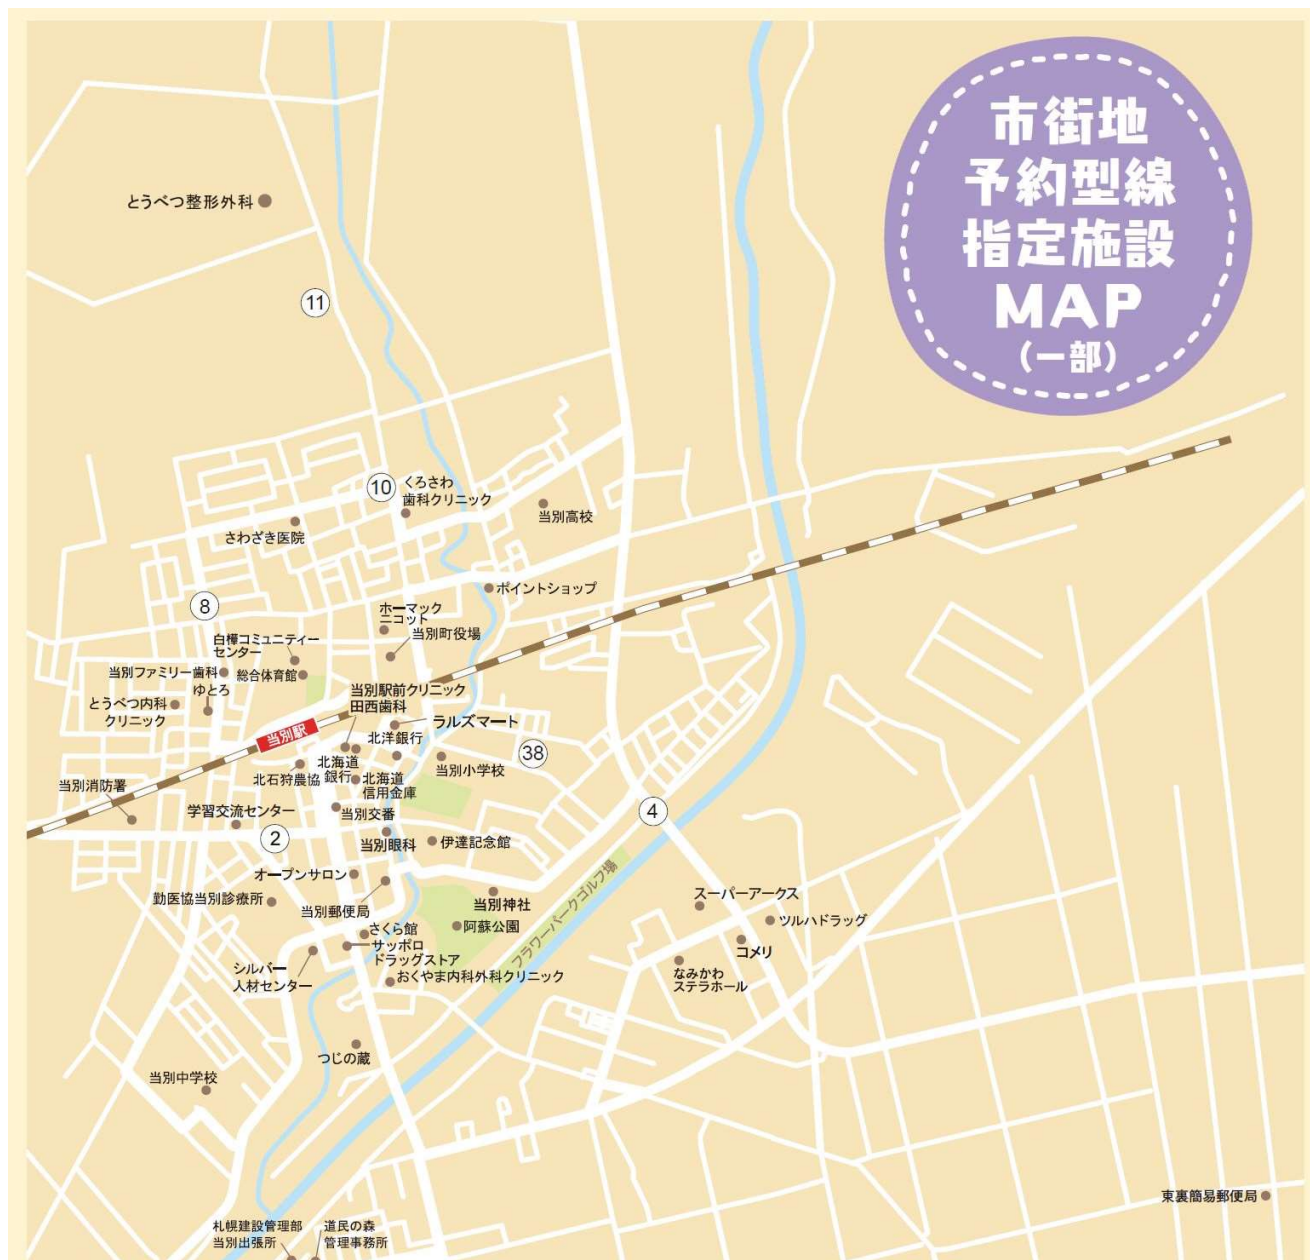 市街地
予約型線
指定施設
MAP
(一部)
とうべつ整形外科
11
10
くろさわ
歯科クリニック
当別高校
さわざき医院
ポイントショップ
8
ホーマック
ニコット
当別町役場
白樺コミュニティー
センター
当別ファミリー歯科
総合体育館
ゆとろ
とうべつ内科
クリニック
当別駅前クリニック
田西歯科
当別駅
ラルズマート
北洋銀行
38
北海道
銀行
北石狩農協
北海道
信用金庫
当別小学校
当別消防署
学習交流センター
当別交番
4
2
当別眼科
伊達記念館
オープンサロン
フラワーパークゴルフ場
勤医協当別診療所
当別郵便局
当別神社
スーパーアークス
ツルハドラッグ
さくら館
阿蘇公園
サッポロ
ドラッグストア
コメリ
シルバー
人材センター
おくやま内科外科クリニック
なみかわ
ステラホール
つじの蔵
当別中学校
東裏簡易郵便局
札幌建設管理部
当別出張所
道民の森
管理事務所